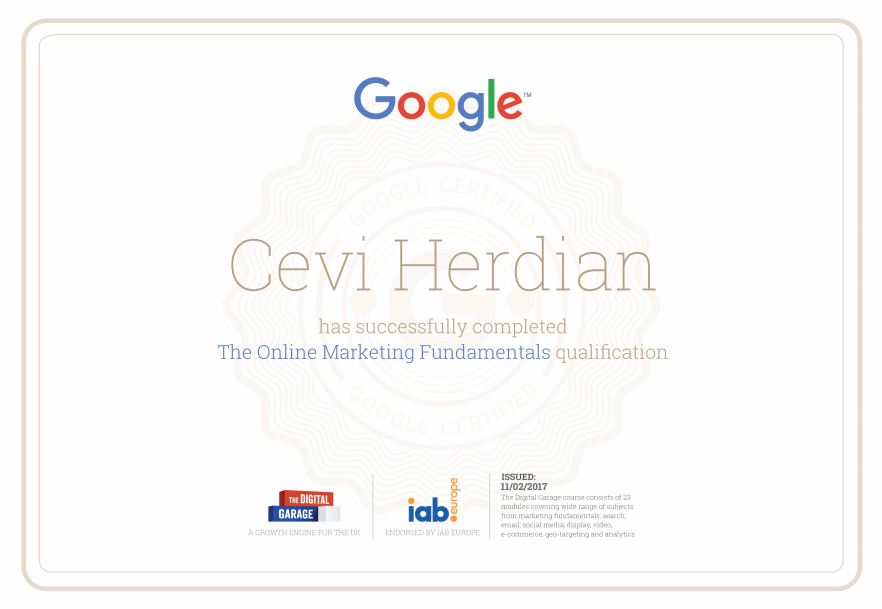 Google™
GOOGLE CERTIFIED
Cevi Herdian
has successfully completed
The Online Marketing Fundamentals qualification
GOOGLE CERTIFIED
THE DIGITAL
GARAGE
A GROWTH ENGINE FOR THE UK
iab.europe
ENDORSED BY IAB EUROPE
ISSUED:
11/02/2017
The Digital Garage course consists of 23
modules covering wide range of subjects
from marketing fundamentals: search,
email, social media, display, video,
e-commerce, geo-targeting and analytics